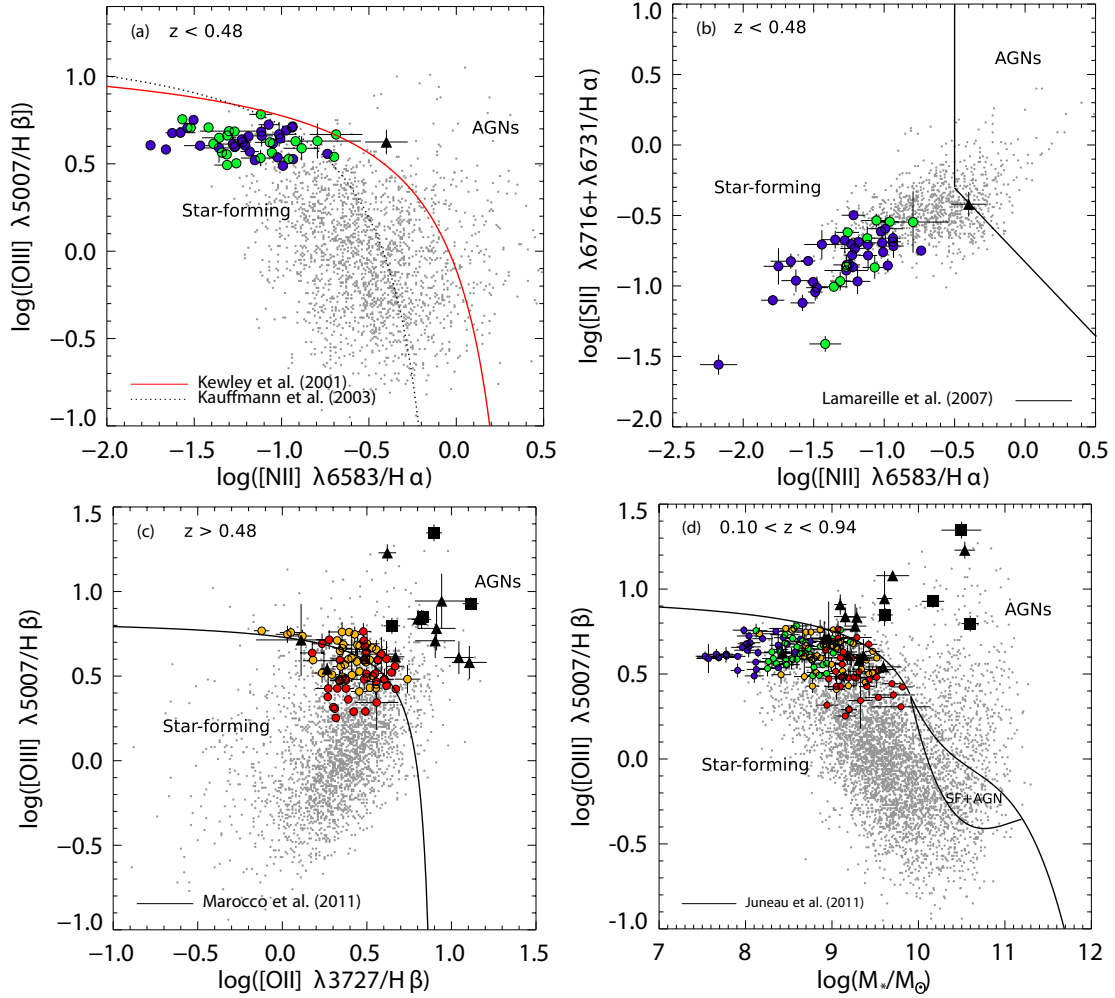 (a) z < 0.48
AGNs
Star-forming
Kewley et al. (2001)
Kauffmann et al. (2003)
log([OIII] λ5007/H β])
1.5
1.0
0.5
0.0
−0.5
−1.0
−2.0 −1.5 −1.0 −0.5 0.0 0.5
log([NII] λ6583/H α)
(b) z < 0.48
AGNs
Star-forming
Lamareille et al. (2007)
log([SII] λ6716+λ6731/H α)
1.0
0.5
0.0
−0.5
−1.0
−1.5
−2.0
−2.5 −2.0 −1.5 −1.0 −0.5 0.0 0.5
log([NII] λ6583/H α)
(c) z > 0.48
AGNs
Star-forming
Marocco et al. (2011)
log([OIII] λ5007/H β)
1.5
1.0
0.5
0.0
−0.5
−1.0
−1.0 −0.5 0.0 0.5 1.0 1.5
log([OII] λ3727/H β)
(d) 0.10 < z < 0.94
AGNs
Star-forming
SF+AGN
Juneau et al. (2011)
log([OIII] λ5007/H β)
1.5
1.0
0.5
0.0
−0.5
−1.0
7 8 9 10 11 12
log(M*/M⊙)